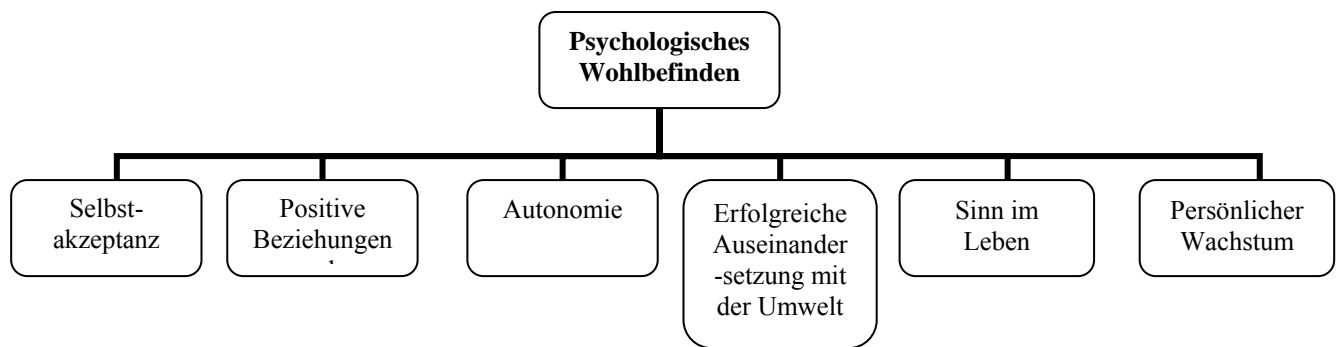 Psychologisches
Wohlbefinden
Selbst-
akzeptanz
Positive
Beziehungen
Autonomie
Erfolgreiche
Auseinander
-setzung mit
der Umwelt
Sinn im
Leben
Persönlicher
Wachstum